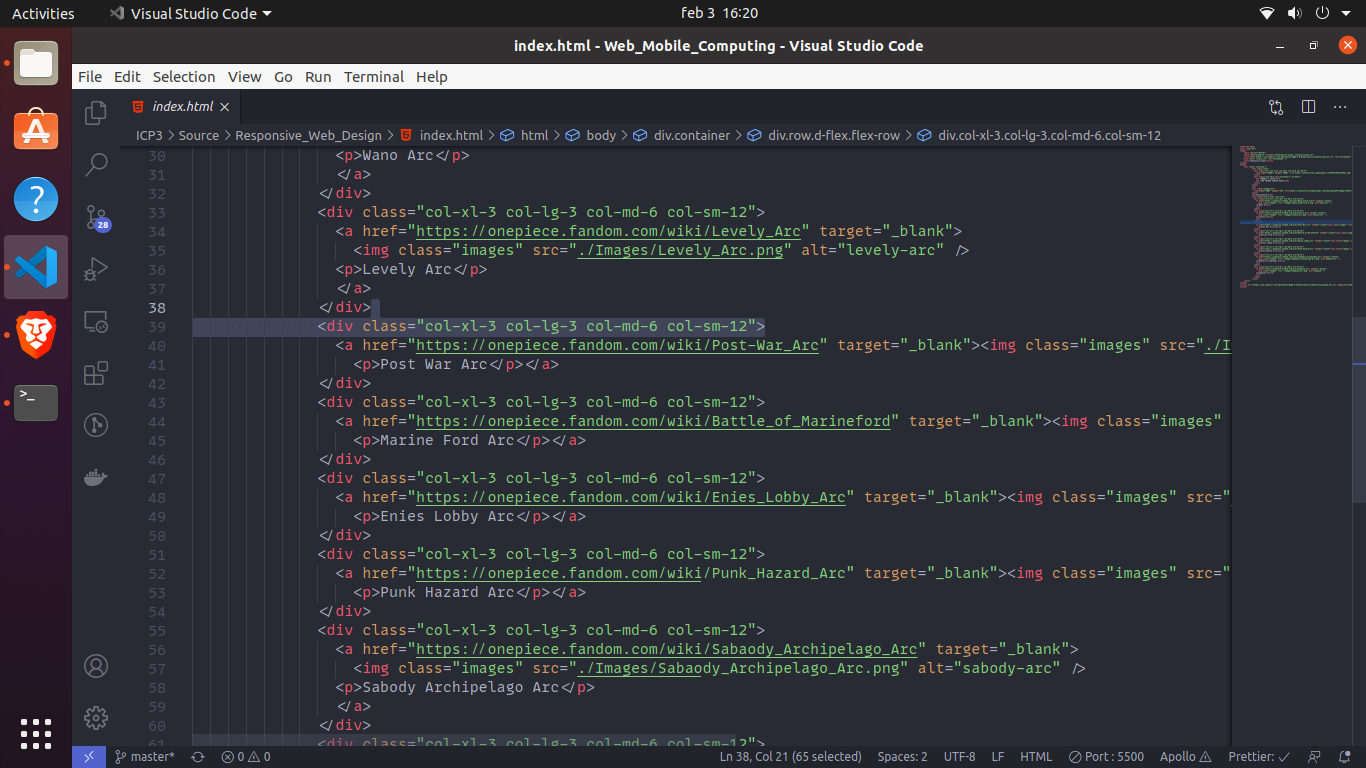 Activities Visual Studio Code feb 3 16:20
index.html - Web_Mobile_Computing - Visual Studio Code
File Edit Selection View Go Run Terminal Help
index.html
ICP3 > Source > Responsive_Web_Design > index.html > html > body > div.container > div.row.d-flex.flex-row > div.col-xl-3.col-lg-3.col-md-6.col-sm-12
30 <p>Wano Arc</p>
31 </a>
32 </div>
33 <div class="col-xl-3 col-lg-3 col-md-6 col-sm-12">
34 <a href="https://onepiece.fandom.com/wiki/Levely_Arc" target="_blank">
35 <img class="images" src="./Images/Levely_Arc.png" alt="levely-arc" />
36 <p>Levely Arc</p>
37 </a>
38 </div>
39 <div class="col-xl-3 col-lg-3 col-md-6 col-sm-12">
40 <a href="https://onepiece.fandom.com/wiki/Post-War_Arc" target="_blank"><img class="images" src="./I
41 <p>Post War Arc</p></a>
42 </div>
43 <div class="col-xl-3 col-lg-3 col-md-6 col-sm-12">
44 <a href="https://onepiece.fandom.com/wiki/Battle_of_Marineford" target="_blank"><img class="images"
45 <p>Marine Ford Arc</p></a>
46 </div>
47 <div class="col-xl-3 col-lg-3 col-md-6 col-sm-12">
48 <a href="https://onepiece.fandom.com/wiki/Enies_Lobby_Arc" target="_blank"><img class="images" src="
49 <p>Enies Lobby Arc</p></a>
50 </div>
51 <div class="col-xl-3 col-lg-3 col-md-6 col-sm-12">
52 <a href="https://onepiece.fandom.com/wiki/Punk_Hazard_Arc" target="_blank"><img class="images" src="
53 <p>Punk Hazard Arc</p></a>
54 </div>
55 <div class="col-xl-3 col-lg-3 col-md-6 col-sm-12">
56 <a href="https://onepiece.fandom.com/wiki/Sabaody_Archipelago_Arc" target="_blank">
57 <img class="images" src="./Images/Sabaody_Archipelago_Arc.png" alt="sabody-arc" />
58 <p>Sabody Archipelago Arc</p>
59 </a>
60 </div>
61 <div class="col-xl-3 col-lg-3 col-md-6 col-sm-12">
28
master* 0 0 Ln 38, Col 21 (65 selected) Spaces: 2 UTF-8 LF HTML Port : 5500 Apollo Prettier: